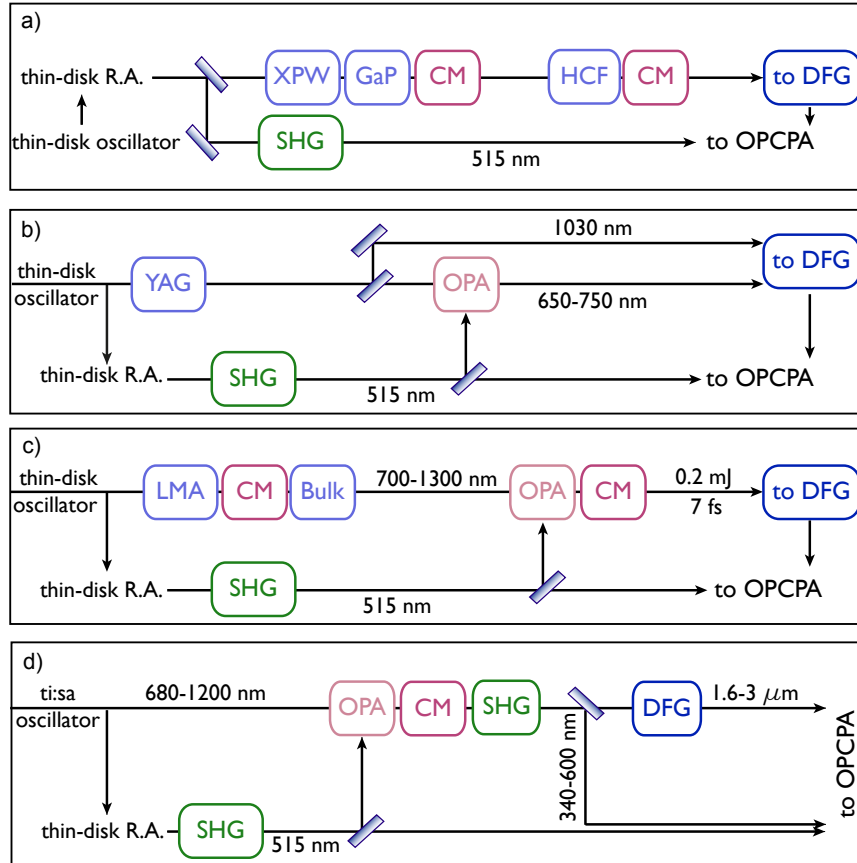 a)
thin-disk R.A.
XPW
GaP
CM
HCF
CM
to DFG
thin-disk oscillator
SHG
515 nm
to OPCPA
b)
1030 nm
thin-disk
oscillator
YAG
OPA
650-750 nm
to DFG
thin-disk R.A.
SHG
515 nm
to OPCPA
c)
thin-disk
oscillator
LMA
CM
Bulk
700-1300 nm
OPA
CM
0.2 mJ
7 fs
to DFG
thin-disk R.A.
SHG
515 nm
to OPCPA
d)
ti:sa
oscillator
680-1200 nm
OPA
CM
SHG
DFG
1.6-3 μm
340-600 nm
to OPCPA
thin-disk R.A.
SHG
515 nm